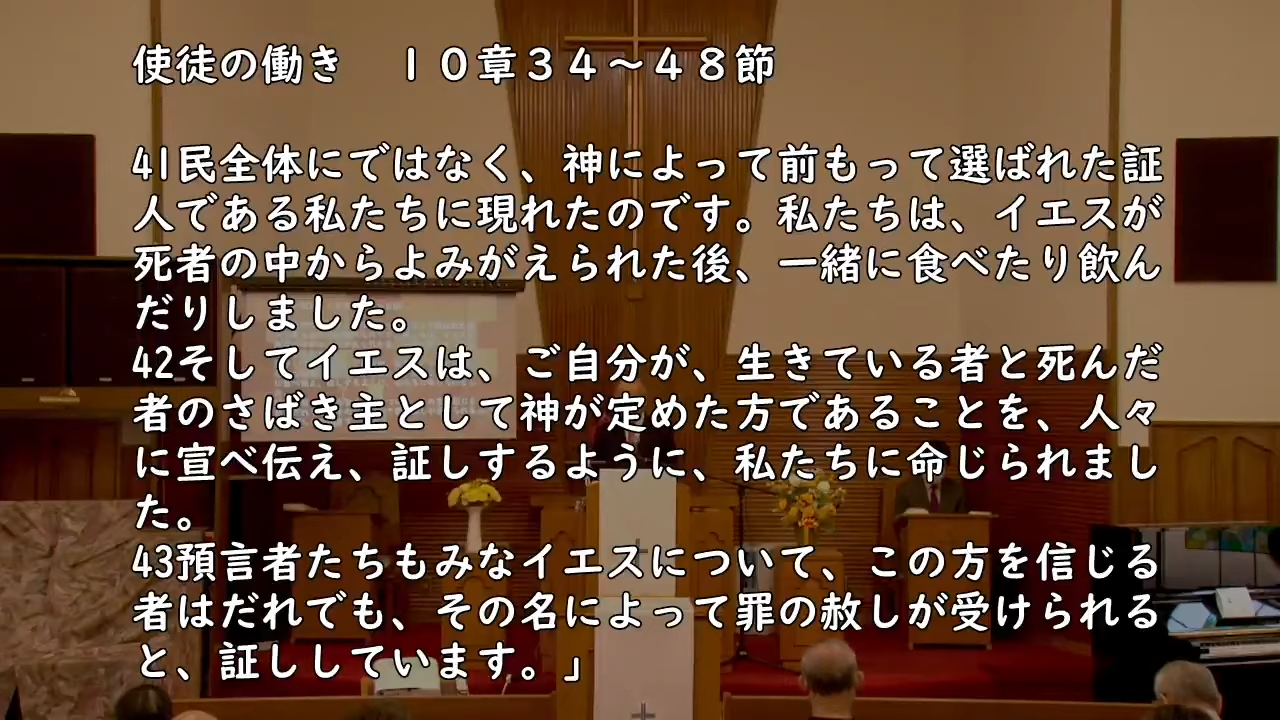 使徒の働き　１０章３４～４８節
41民全体にではなく、神によって前もって選ばれた証
人である私たちに現れたのです。私たちは、イエスが
死者の中からよみがえられた後、一緒に食べたり飲ん
だりしました。
42そしてイエスは、ご自分が、生きている者と死んだ
者のさばき主として神が定めた方であることを、人々
に宣べ伝え、証しするように、私たちに命じられまし
た。
43預言者たちもみなイエスについて、この方を信じる
者はだれでも、その名によって罪の赦しが受けられる
と、証ししています。」